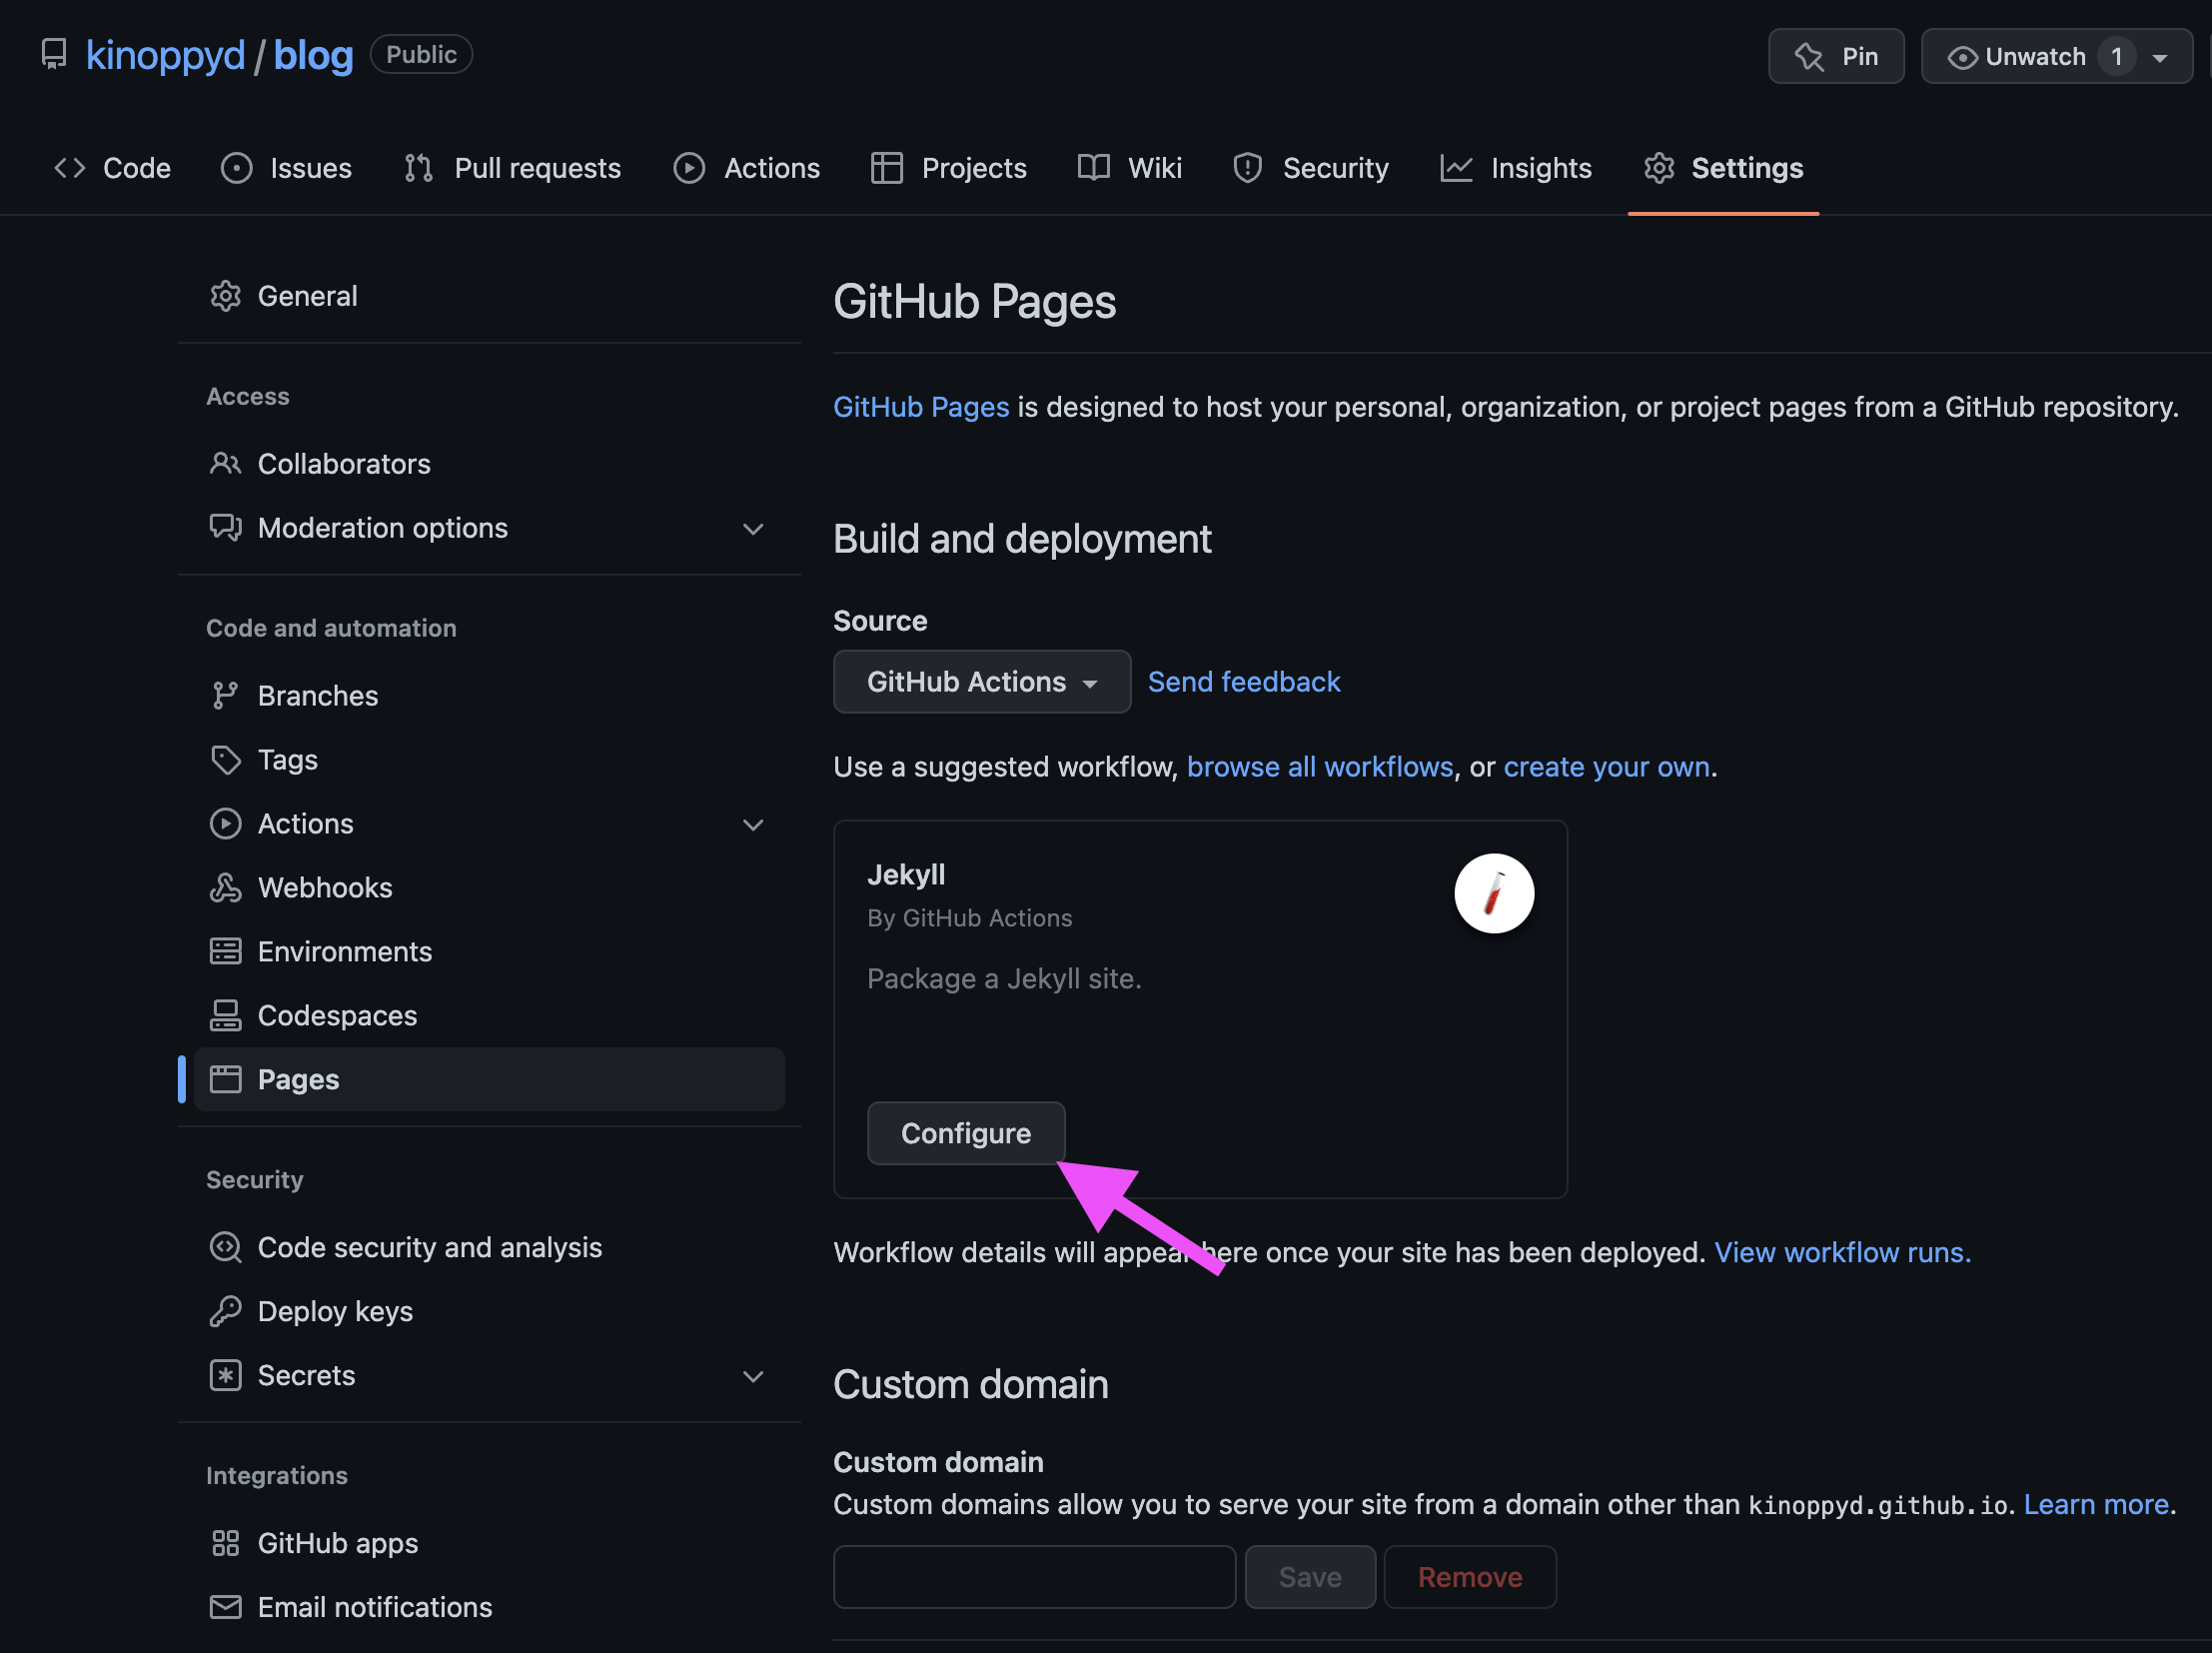 kinoppyd / blog Public
Pin
Unwatch 1
Code Issues Pull requests Actions Projects Wiki Security Insights Settings
General
Access
Collaborators
Moderation options
Code and automation
Branches
Tags
Actions
Webhooks
Environments
Codespaces
Pages
Security
Code security and analysis
Deploy keys
Secrets
Integrations
GitHub apps
Email notifications
GitHub Pages
GitHub Pages is designed to host your personal, organization, or project pages from a GitHub repository.
Build and deployment
Source
GitHub Actions Send feedback
Use a suggested workflow, browse all workflows, or create your own.
Jekyll
By GitHub Actions
Package a Jekyll site.
Configure
Workflow details will appear here once your site has been deployed. View workflow runs.
Custom domain
Custom domain
Custom domains allow you to serve your site from a domain other than kinoppyd.github.io. Learn more.
Save Remove